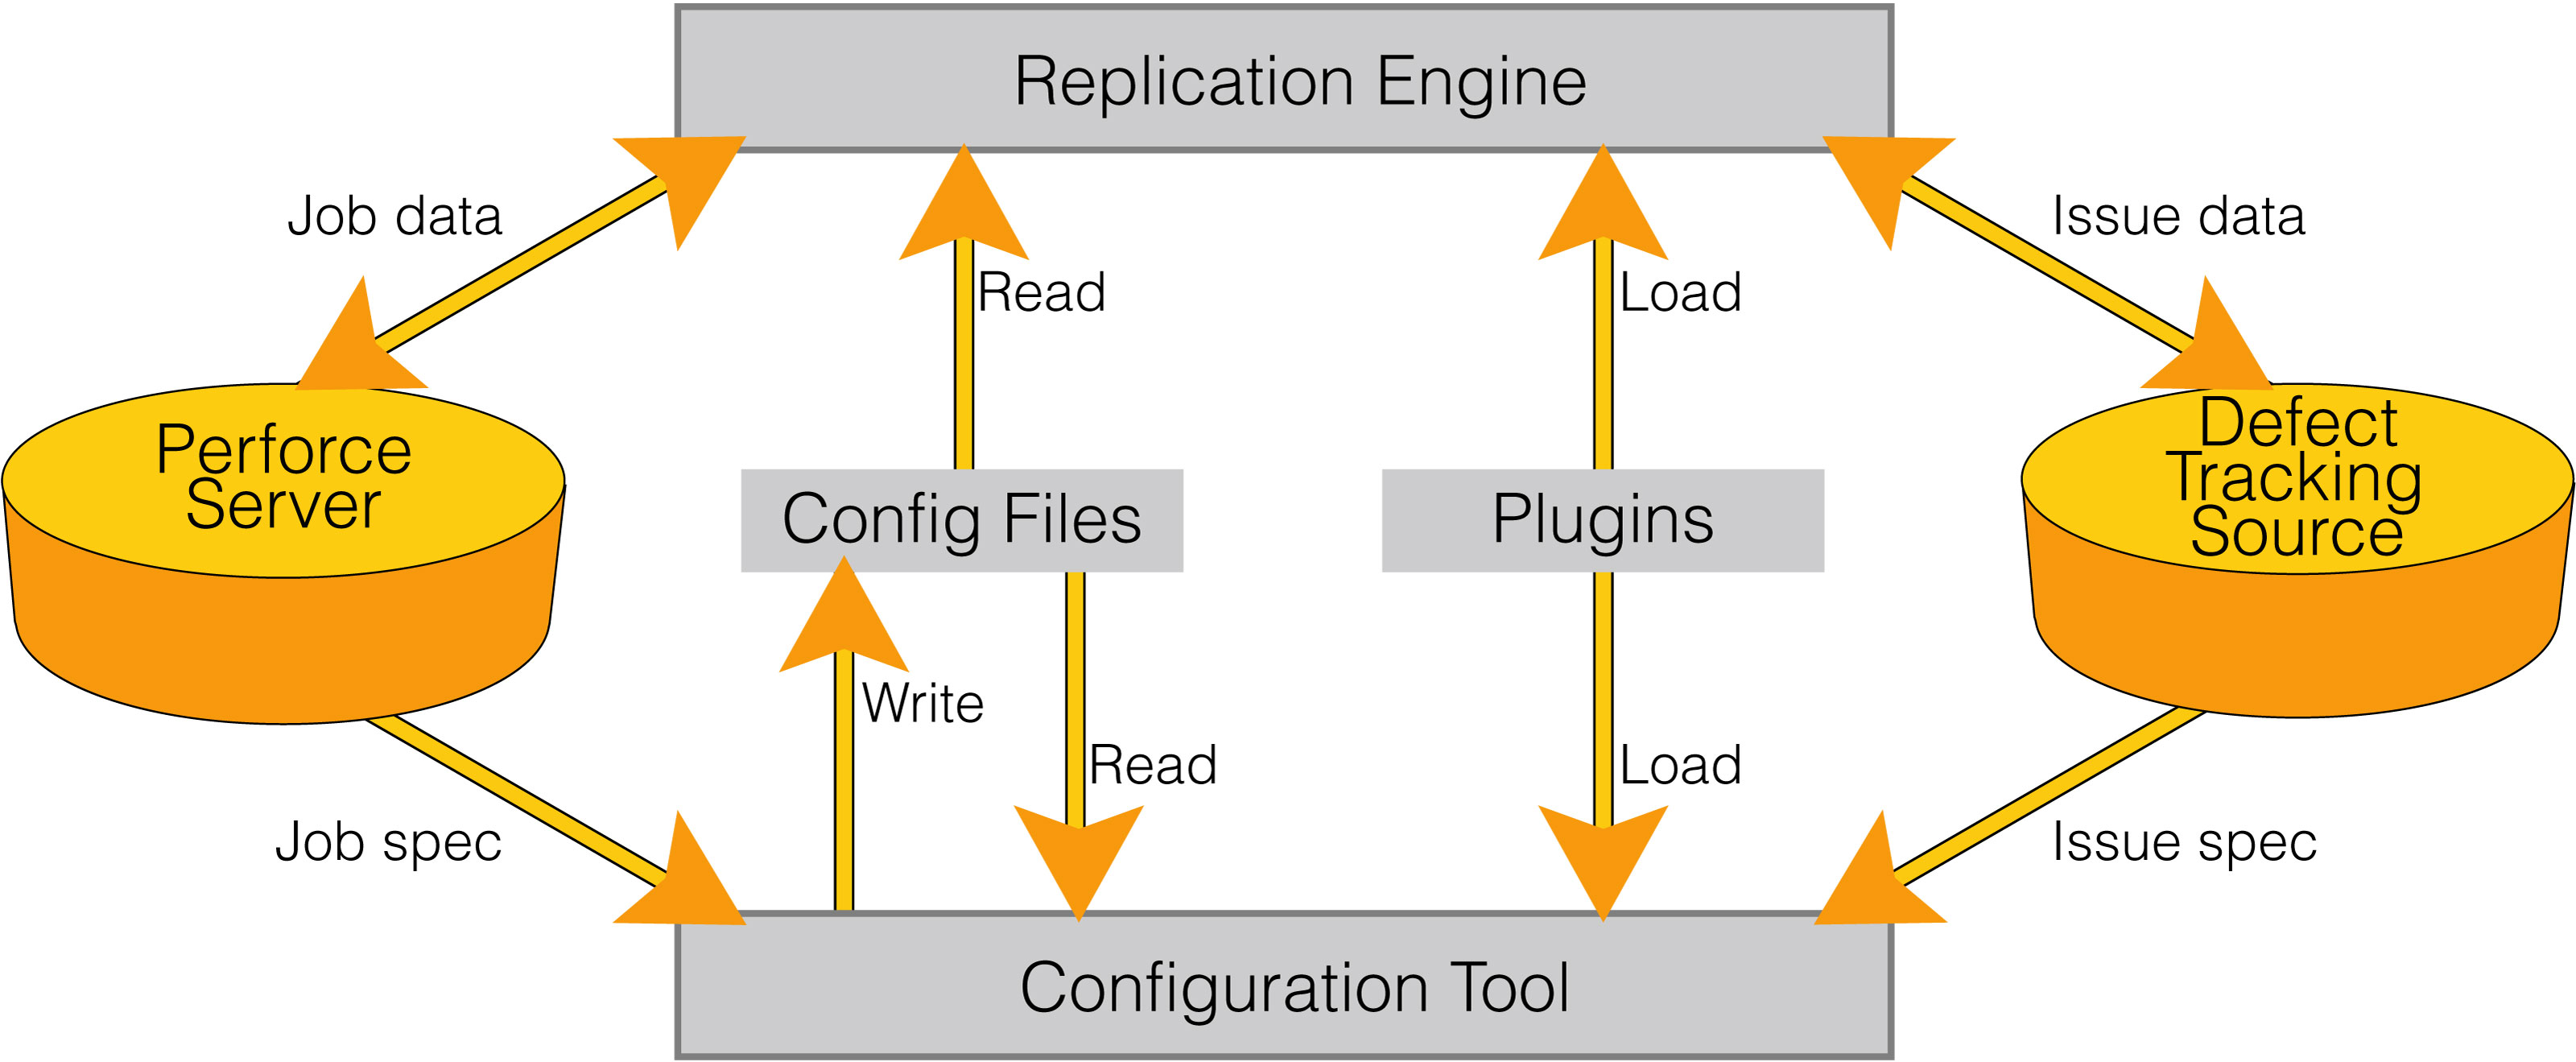 Replication Engine
Job data
Issue data
Read
Load
Perforce
Server
Defect
Tracking
Source
Config Files
Plugins
Write
Read
Load
Job spec
Issue spec
Configuration Tool